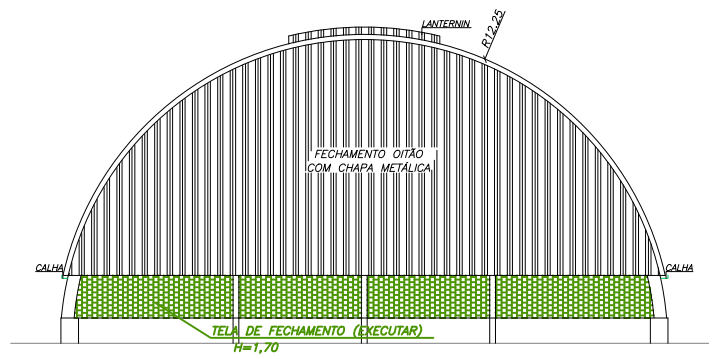 LANTERNIN
R12.25
FECHAMENTO OITÃO
COM CHAPA METÁLICA
CALHA
CALHA
TELA DE FECHAMENTO (EXECUTAR)
H=1,70